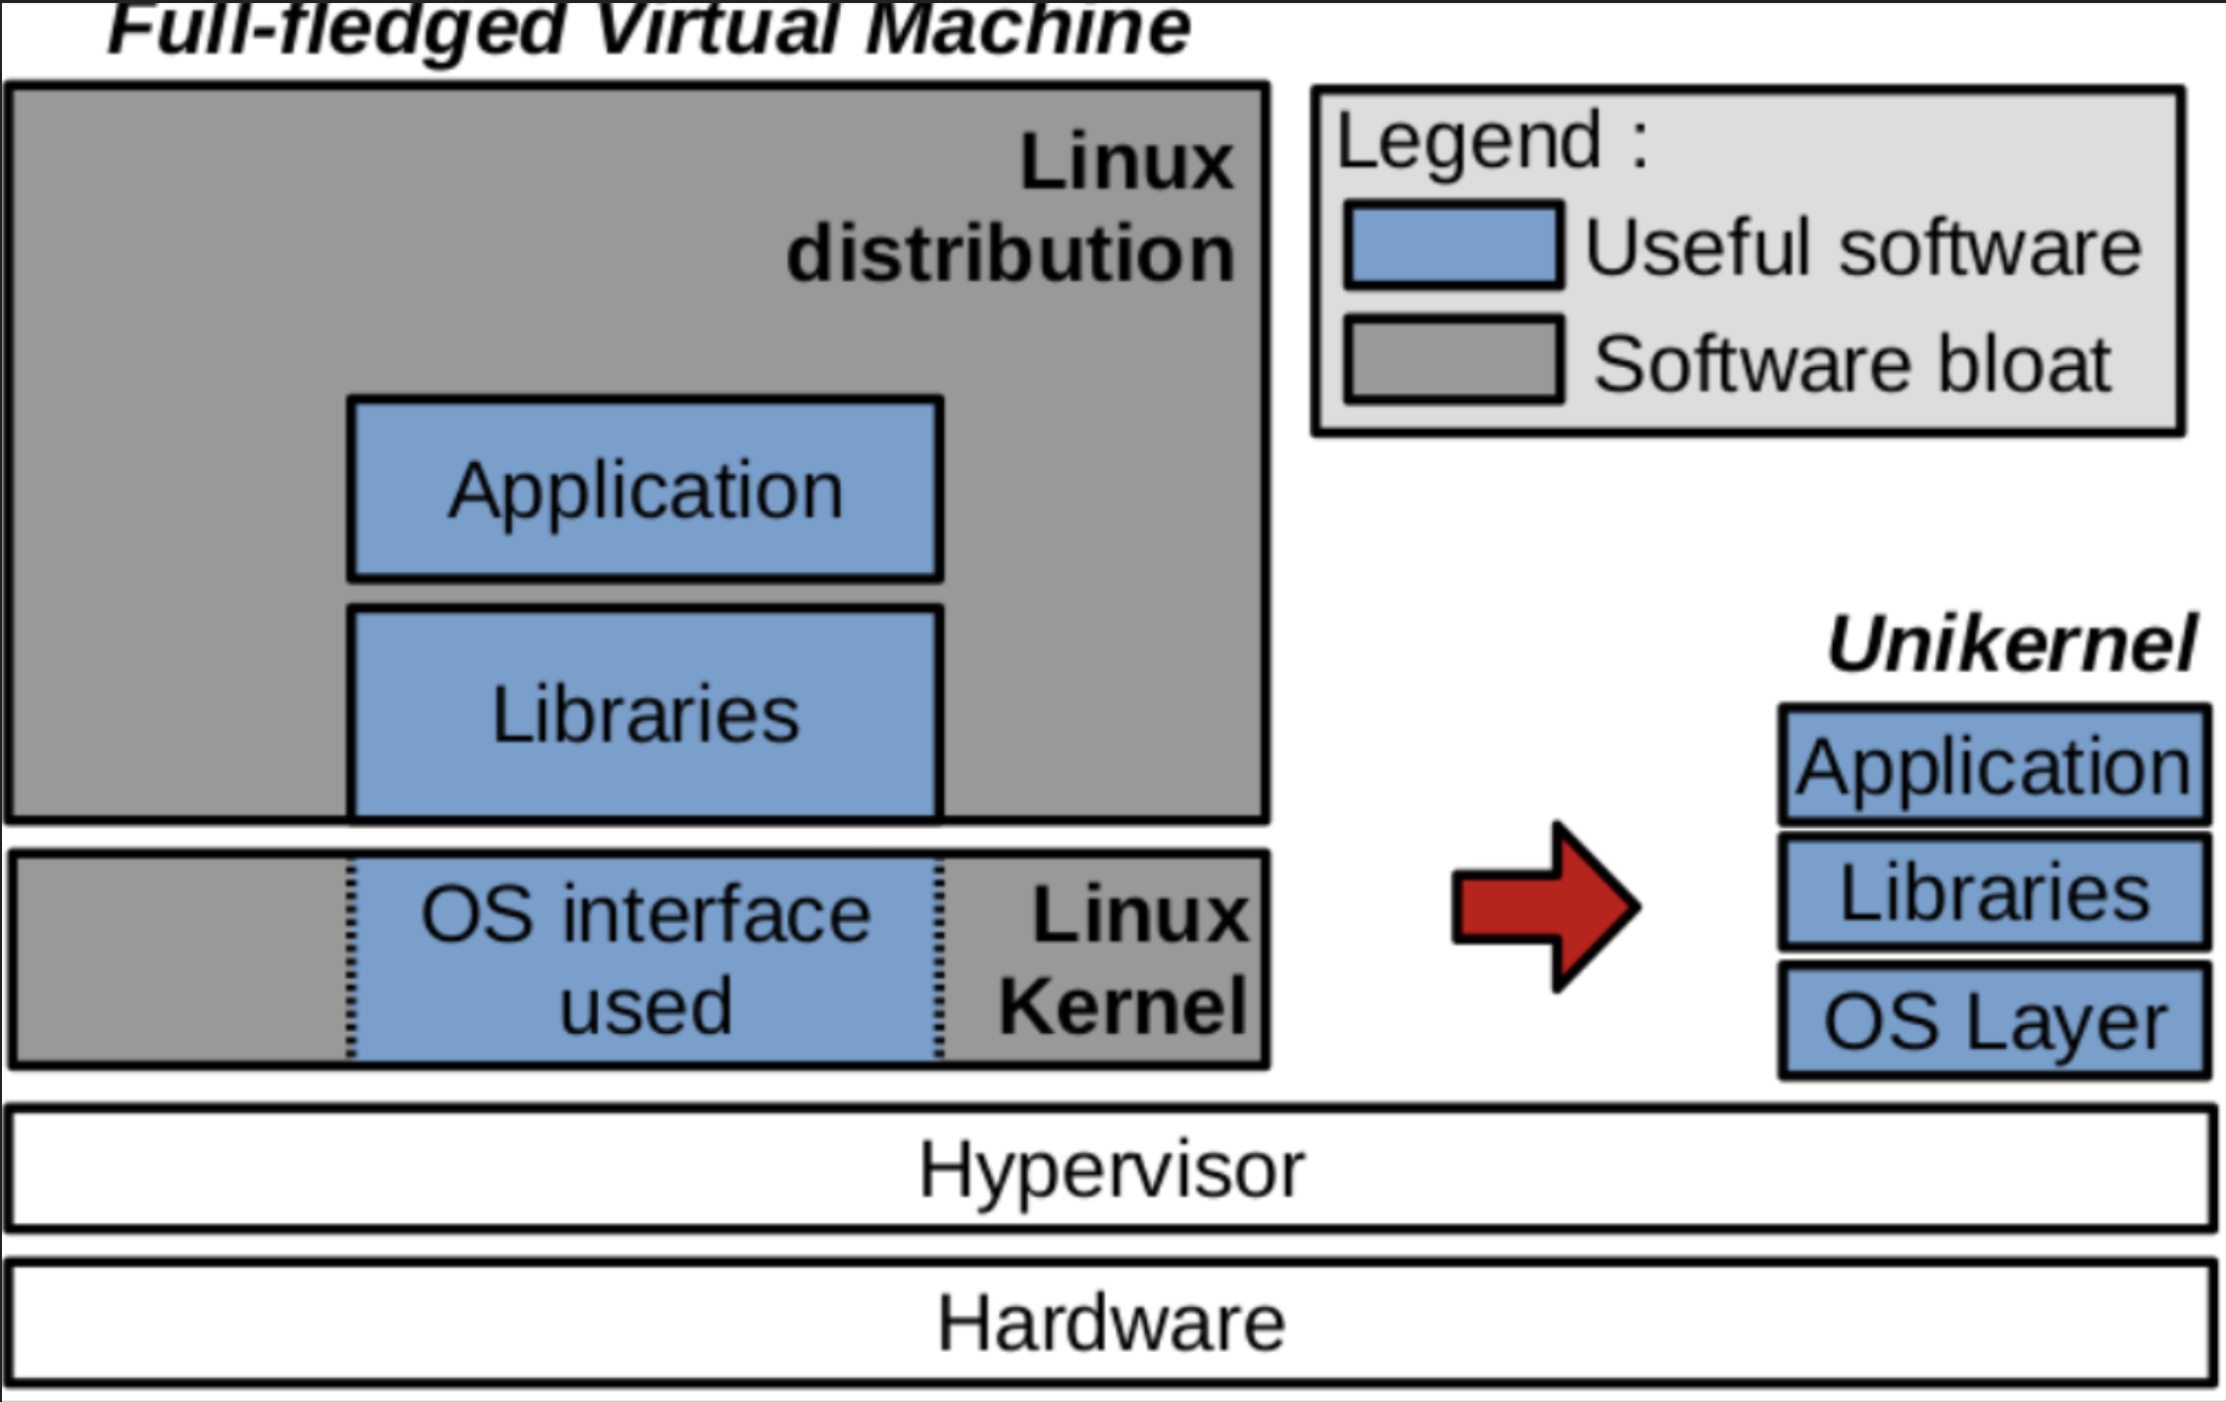 Full-fledged Virtual Machine
Linux
distribution
Application
Libraries
OS interface
used
Linux
Kernel
Legend :
Useful software
Software bloat
Unikernel
Application
Libraries
OS Layer
Hypervisor
Hardware